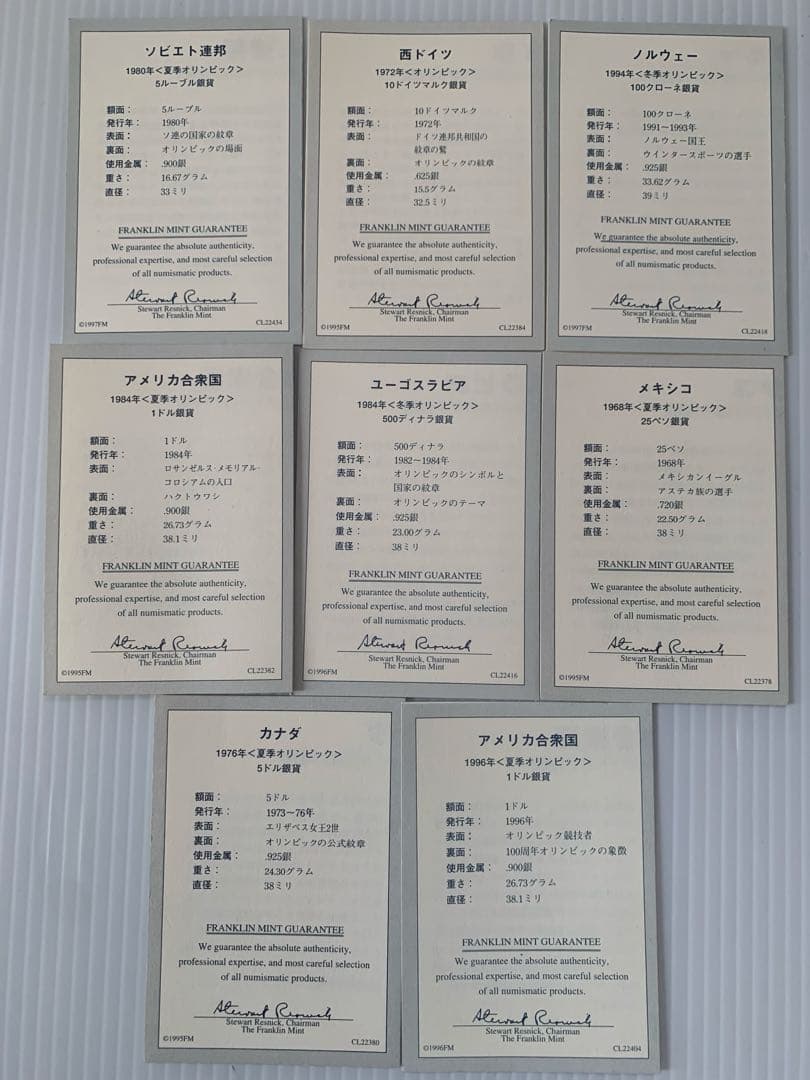 ソビエト連邦
1980年<夏季オリンピック>
5ルーブル銀貨
額面： 5ルーブル
発行年： 1980年
表面： ソ連の国家の紋章
裏面： オリンピックの場面
使用金属： .900銀
重さ： 16.67グラム
直径： 33ミリ
FRANKLIN MINT GUARANTEE
We guarantee the absolute authenticity,
professional expertise, and most careful selection
of all numismatic products.
Stewart Resnick
Stewart Resnick, Chairman
The Franklin Mint
©1997FM CL22434
西ドイツ
1972年<オリンピック>
10ドイツマルク銀貨
額面： 10ドイツマルク
発行年： 1972年
表面： ドイツ連邦共和国の
紋章の鷲
裏面： オリンピックの紋章
使用金属： .625銀
重さ： 15.5グラム
直径： 32.5ミリ
FRANKLIN MINT GUARANTEE
We guarantee the absolute authenticity,
professional expertise, and most careful selection
of all numismatic products.
Stewart Resnick
Stewart Resnick, Chairman
The Franklin Mint
©1995FM CL22384
ノルウェー
1994年<冬季オリンピック>
100クローネ銀貨
額面： 100クローネ
発行年： 1991〜1993年
表面： ノルウェー国王
裏面： ウインタースポーツの選手
使用金属： .925銀
重さ： 33.62グラム
直径： 39ミリ
FRANKLIN MINT GUARANTEE
We guarantee the absolute authenticity,
professional expertise, and most careful selection
of all numismatic products.
Stewart Resnick
Stewart Resnick, Chairman
The Franklin Mint
©1997FM CL22418
アメリカ合衆国
1984年<夏季オリンピック>
1ドル銀貨
額面： 1ドル
発行年： 1984年
表面： ロサンゼルス・メモリアル・
コロシアムの入口
裏面： ハクトウワシ
使用金属： .900銀
重さ： 26.73グラム
直径： 38.1ミリ
FRANKLIN MINT GUARANTEE
We guarantee the absolute authenticity,
professional expertise, and most careful selection
of all numismatic products.
Stewart Resnick
Stewart Resnick, Chairman
The Franklin Mint
©1995FM CL22382
ユーゴスラビア
1984年<冬季オリンピック>
500ディナラ銀貨
額面： 500ディナラ
発行年： 1982〜1984年
表面： オリンピックのシンボルと
国家の紋章
裏面： オリンピックのテーマ
使用金属： .925銀
重さ： 23.00グラム
直径： 38ミリ
FRANKLIN MINT GUARANTEE
We guarantee the absolute authenticity,
professional expertise, and most careful selection
of all numismatic products.
Stewart Resnick
Stewart Resnick, Chairman
The Franklin Mint
©1996FM CL22416
メキシコ
1968年<夏季オリンピック>
25ペソ銀貨
額面： 25ペソ
発行年： 1968年
表面： メキシカンイーグル
裏面： アステカ族の選手
使用金属： .720銀
重さ： 22.50グラム
直径： 38ミリ
FRANKLIN MINT GUARANTEE
We guarantee the absolute authenticity,
professional expertise, and most careful selection
of all numismatic products.
Stewart Resnick
Stewart Resnick, Chairman
The Franklin Mint
©1995FM CL22378
カナダ
1976年<夏季オリンピック>
5ドル銀貨
額面： 5ドル
発行年： 1973〜76年
表面： エリザベス女王2世
裏面： オリンピックの公式紋章
使用金属： .925銀
重さ： 24.30グラム
直径： 38ミリ
FRANKLIN MINT GUARANTEE
We guarantee the absolute authenticity,
professional expertise, and most careful selection
of all numismatic products.
Stewart Resnick
Stewart Resnick, Chairman
The Franklin Mint
©1995FM CL22380
アメリカ合衆国
1996年<夏季オリンピック>
1ドル銀貨
額面： 1ドル
発行年： 1996年
表面： オリンピック競技者
裏面： 100周年オリンピックの象徴
使用金属： .900銀
重さ： 26.73グラム
直径： 38.1ミリ
FRANKLIN MINT GUARANTEE
We guarantee the absolute authenticity,
professional expertise, and most careful selection
of all numismatic products.
Stewart Resnick
Stewart Resnick, Chairman
The Franklin Mint
©1996FM CL22404